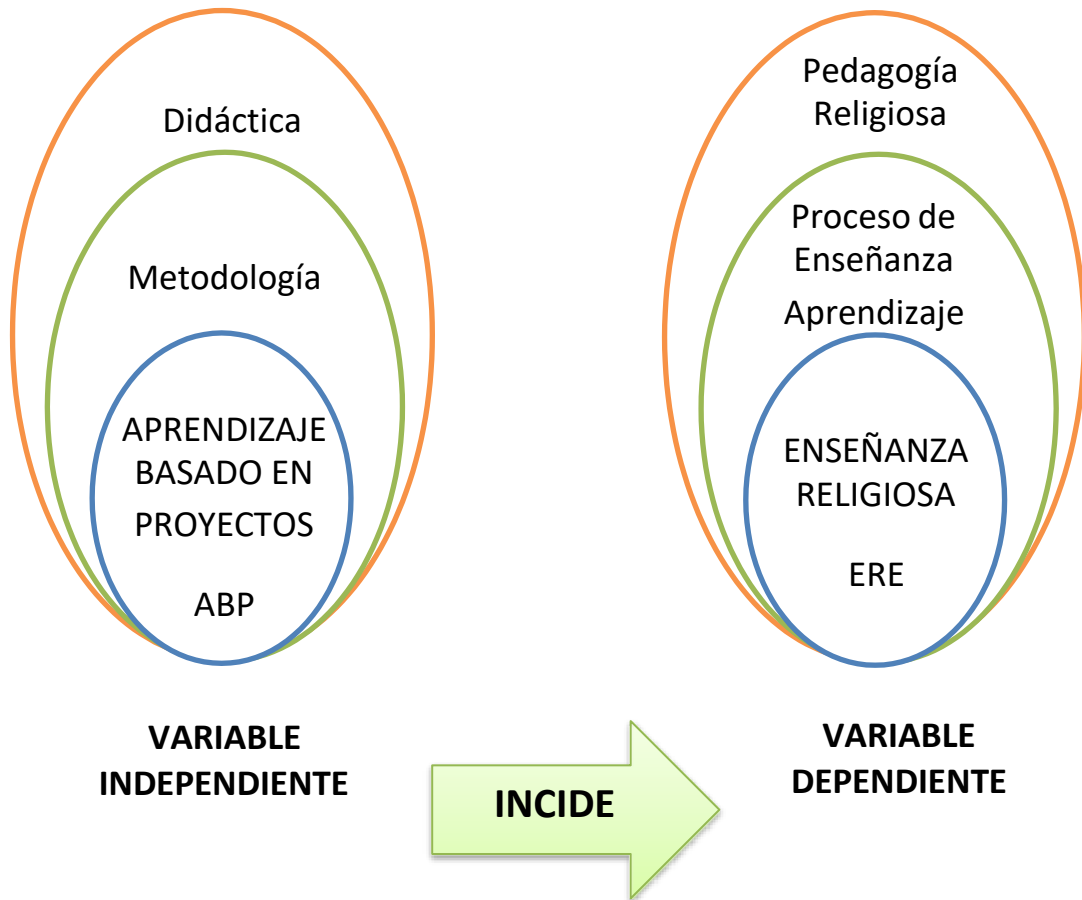 Didáctica
Metodología
APRENDIZAJE
BASADO EN
PROYECTOS
ABP
VARIABLE
INDEPENDIENTE
INCIDE
Pedagogía
Religiosa
Proceso de
Enseñanza
Aprendizaje
ENSEÑANZA
RELIGIOSA
ERE
VARIABLE
DEPENDIENTE